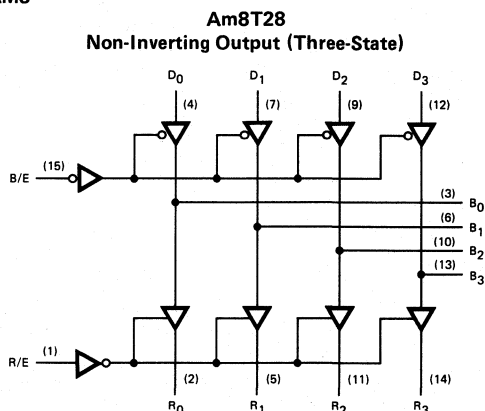 Am8T28
Non-Inverting Output (Three-State)
D0 D1 D2 D3
(4) (7) (9) (12)
B/E (15)
(3) B0
(6) B1
(10) B2
(13) B3
R/E (1)
(2) (5) (11) (14)
R0 R1 R2 R3